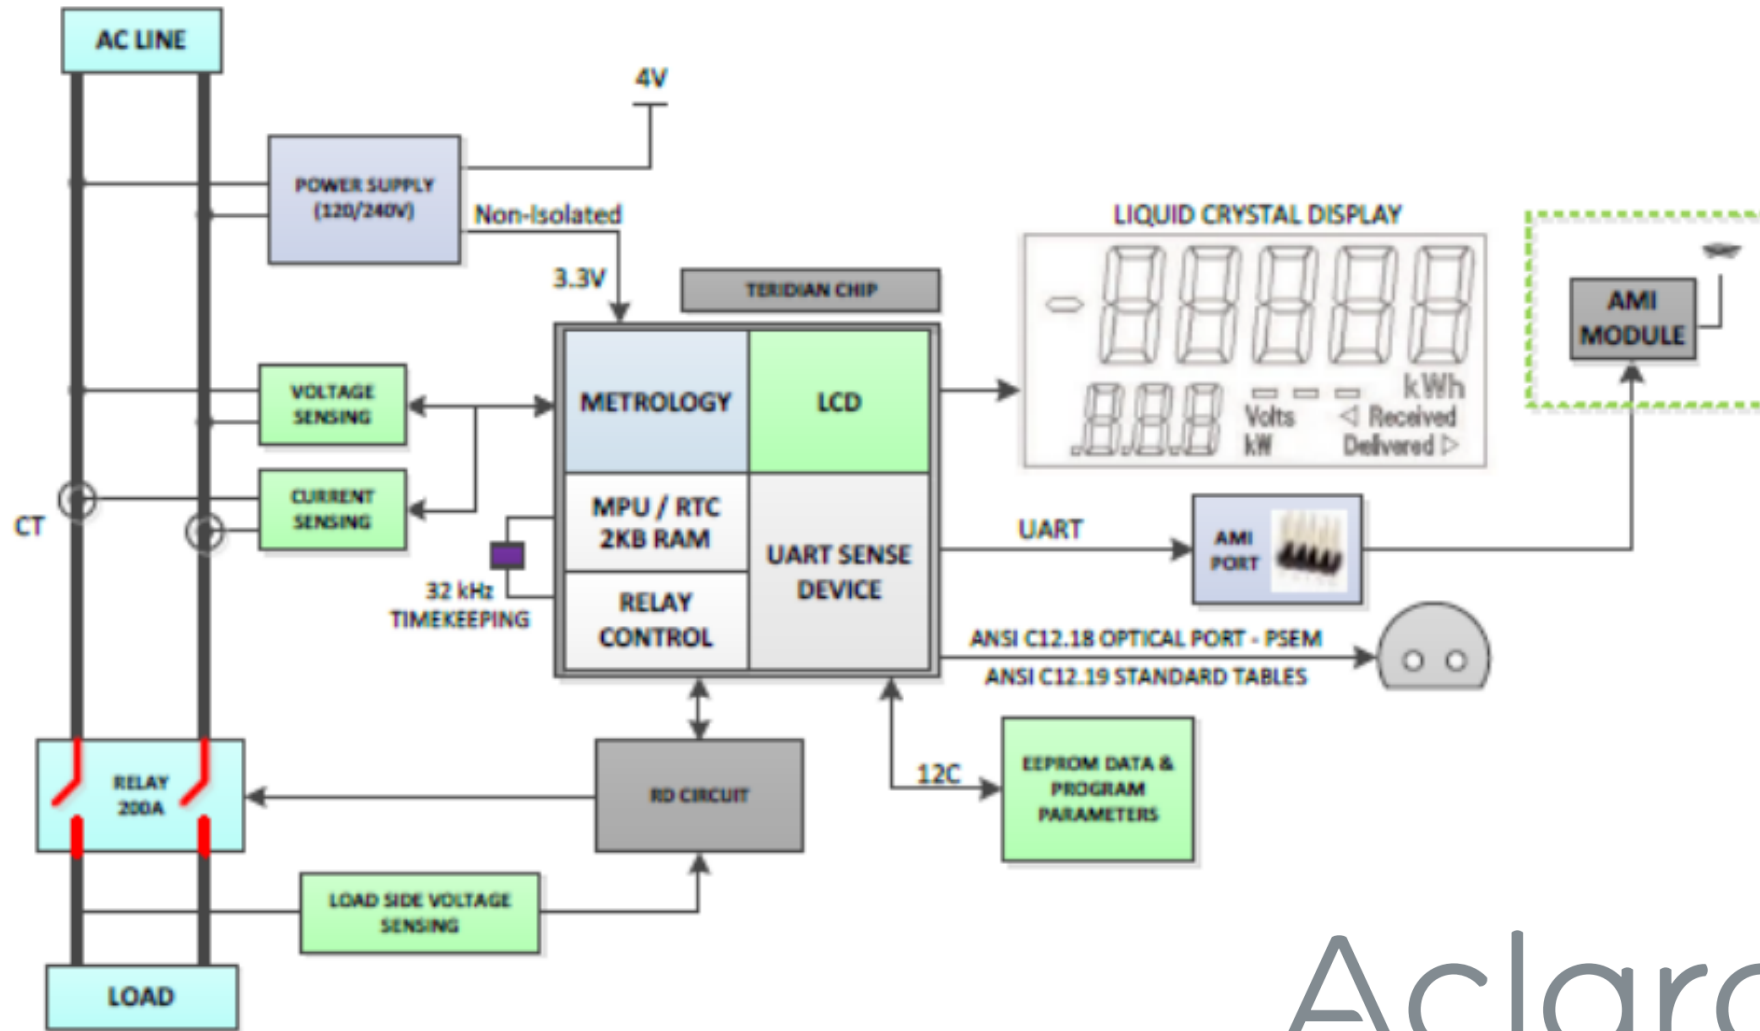 AC LINE
4V
POWER SUPPLY
(120/240V)
Non-Isolated
3.3V
TERIDIAN CHIP
LIQUID CRYSTAL DISPLAY
AMI
MODULE
METROLOGY
LCD
VOLTAGE
SENSING
kWh
Volts ◁ Received
kW Delivered ▷
CURRENT
SENSING
CT
MPU / RTC
2KB RAM
UART SENSE
DEVICE
UART
AMI
PORT
32 kHz
TIMEKEEPING
RELAY
CONTROL
ANSI C12.18 OPTICAL PORT - PSEM
ANSI C12.19 STANDARD TABLES
RELAY
200A
RD CIRCUIT
12C
EEPROM DATA &
PROGRAM
PARAMETERS
LOAD SIDE VOLTAGE
SENSING
LOAD